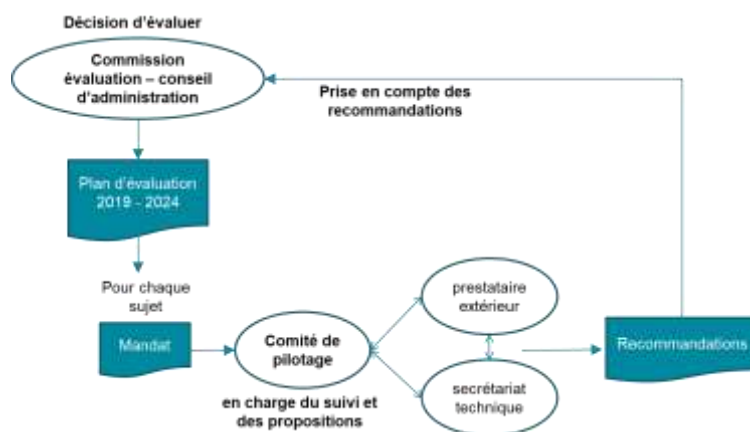 Décision d'évaluer
Commission
évaluation – conseil
d'administration
Prise en compte des
recommandations
Plan d'évaluation
2019 - 2024
Pour chaque
sujet
Mandat
Comité de
pilotage
en charge du suivi et
des propositions
prestataire
extérieur
secrétariat
technique
Recommandations